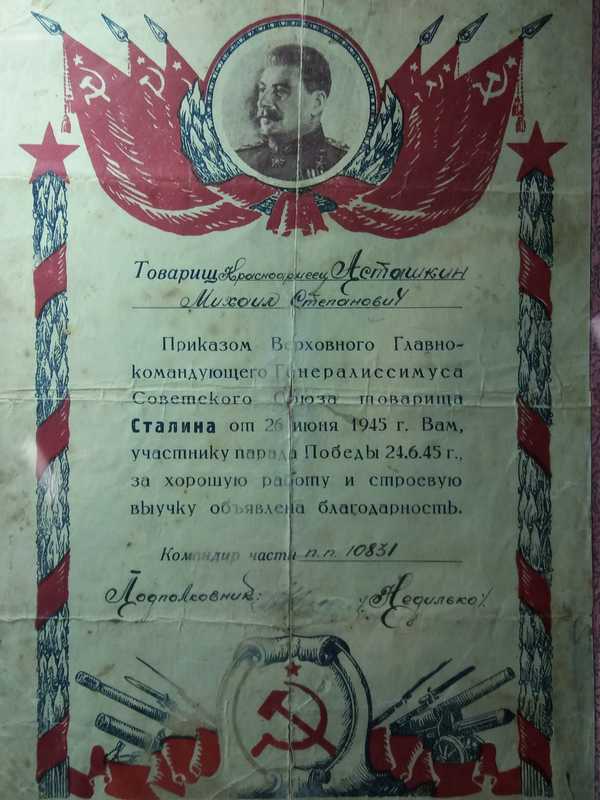 Товарищ Красноармеец Асташкин
Михаил Степанович
Приказом Верховного Главно-
командующего Генералиссимуса
Советского Союза товарища
Сталина от 26 июня 1945 г. Вам,
участнику парада Победы 24.6.45 г.,
за хорошую работу и строевую
выучку объявлена благодарность.
Командир части п.п. 10831
Подполковник: /Недилько/